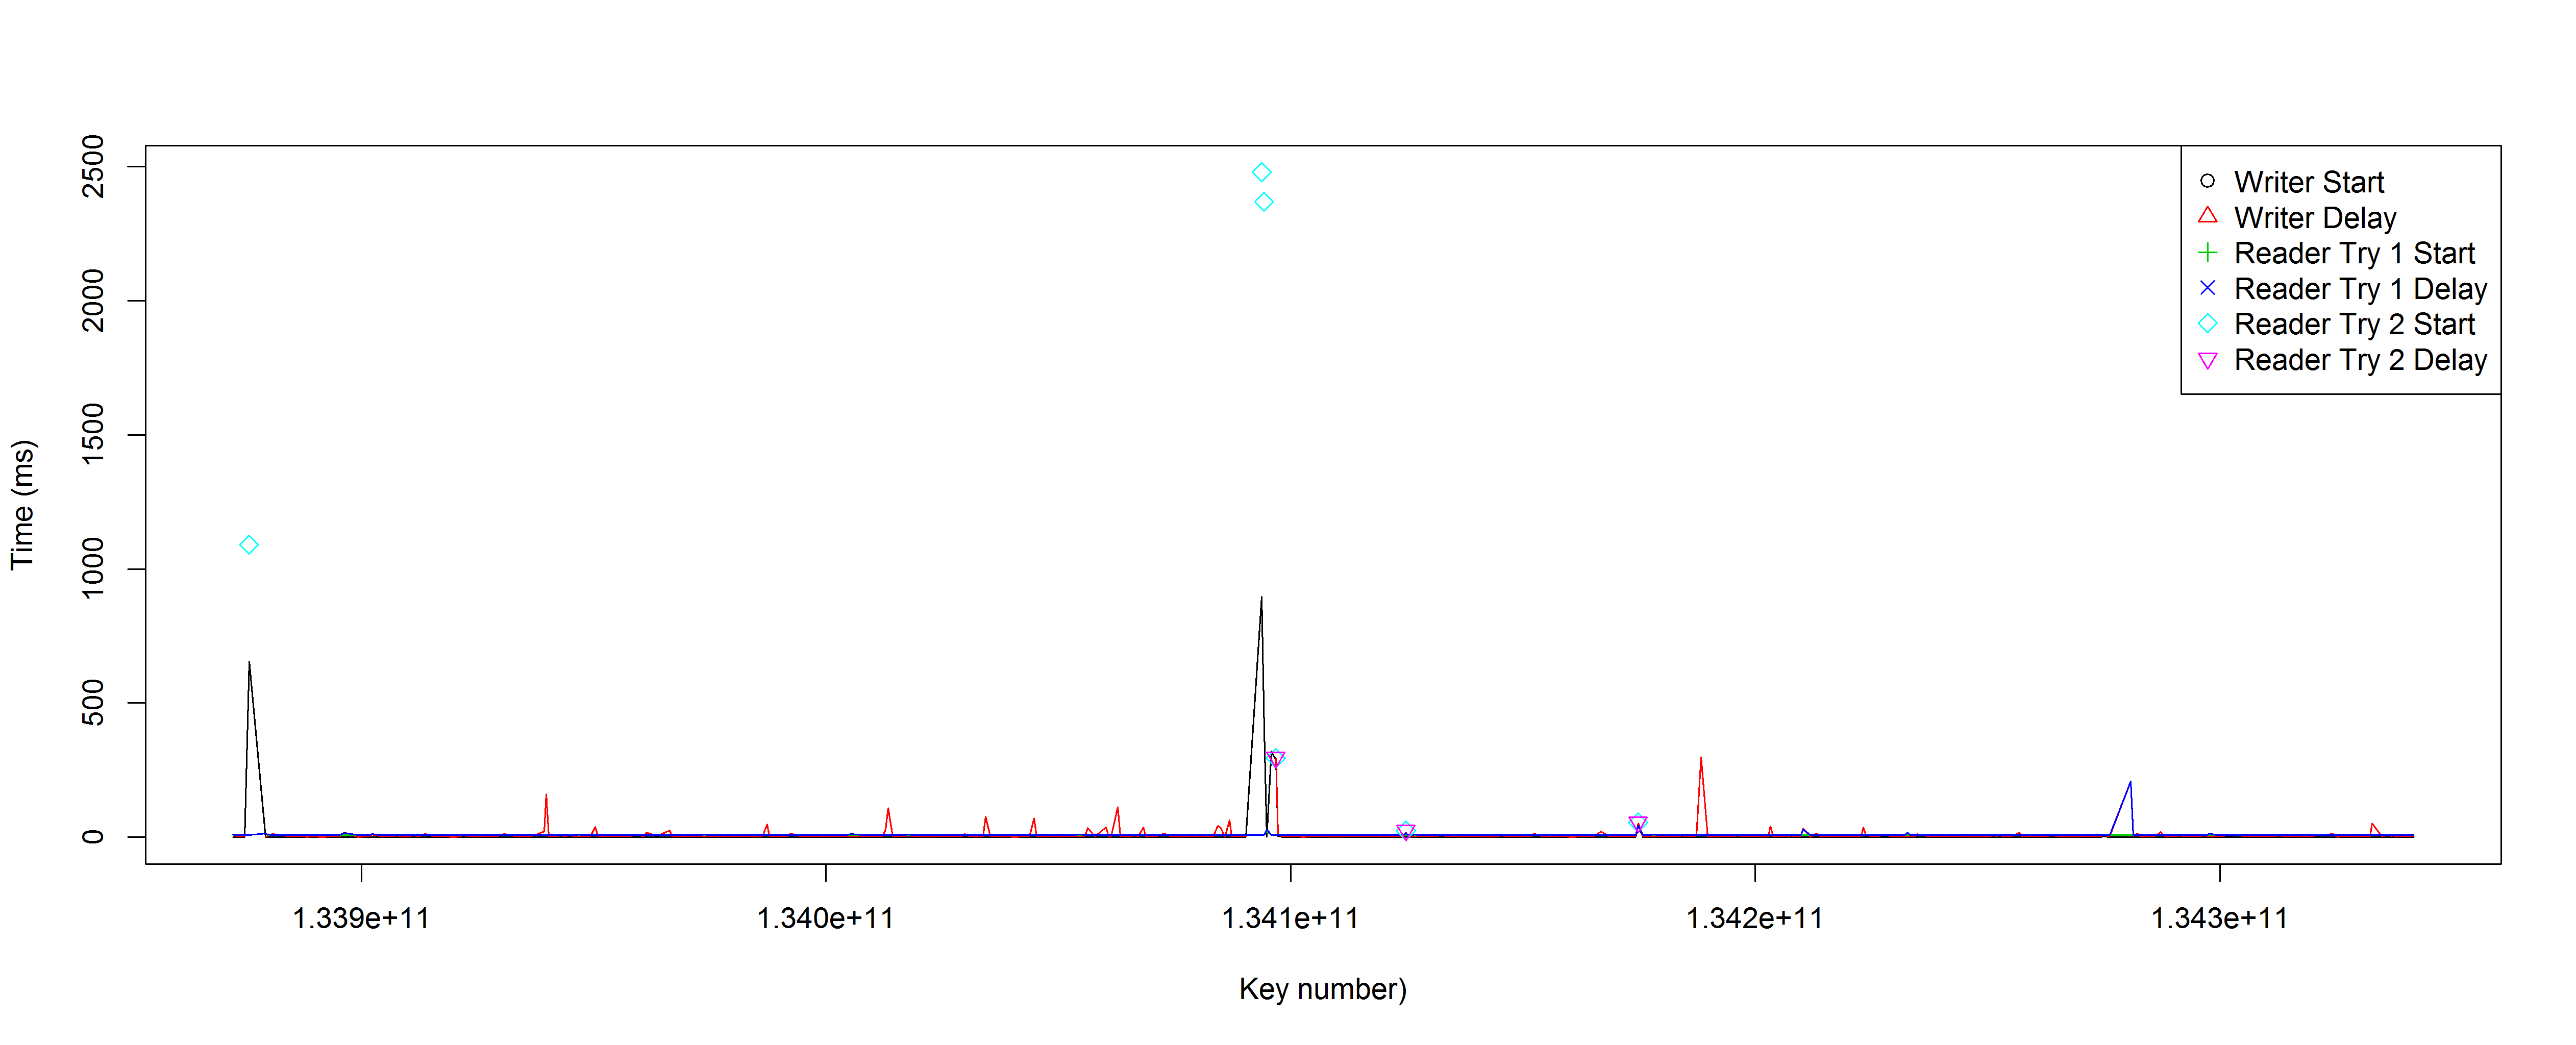 2500
2000
1500
1000
500
0
Time (ms)
Writer Start
Writer Delay
Reader Try 1 Start
Reader Try 1 Delay
Reader Try 2 Start
Reader Try 2 Delay
1.339e+11 1.340e+11 1.341e+11 1.342e+11 1.343e+11
Key number)